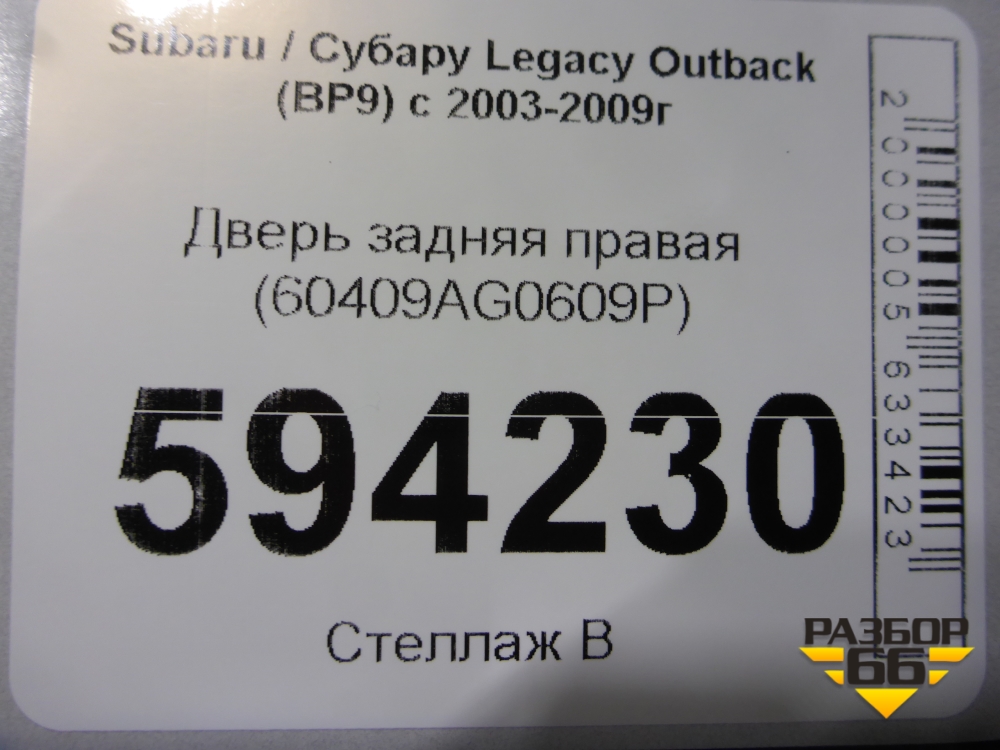 Subaru / Субару Legacy Outback
(BP9) с 2003-2009г
Дверь задняя правая
(60409AG0609P)
594230
Стеллаж В
2000005633423
РАЗБОР
66